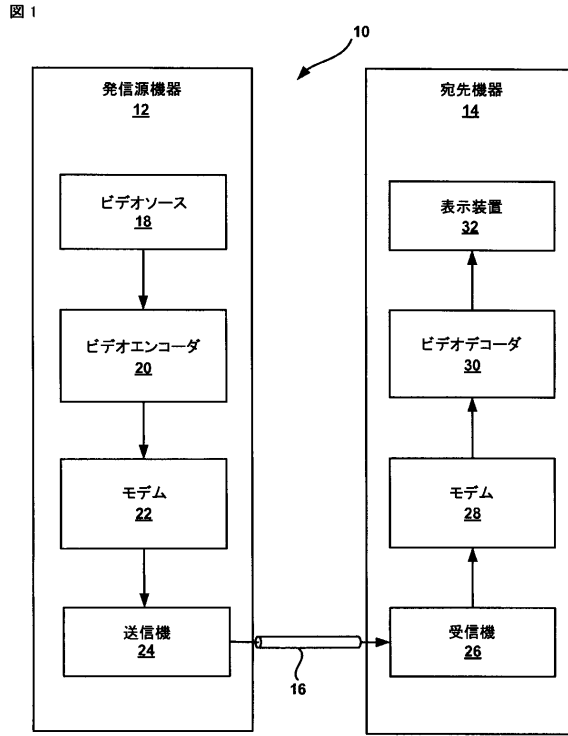 図1
10
発信源機器
12
ビデオソース
18
ビデオエンコーダ
20
モデム
22
送信機
24
16
宛先機器
14
表示装置
32
ビデオデコーダ
30
モデム
28
受信機
26